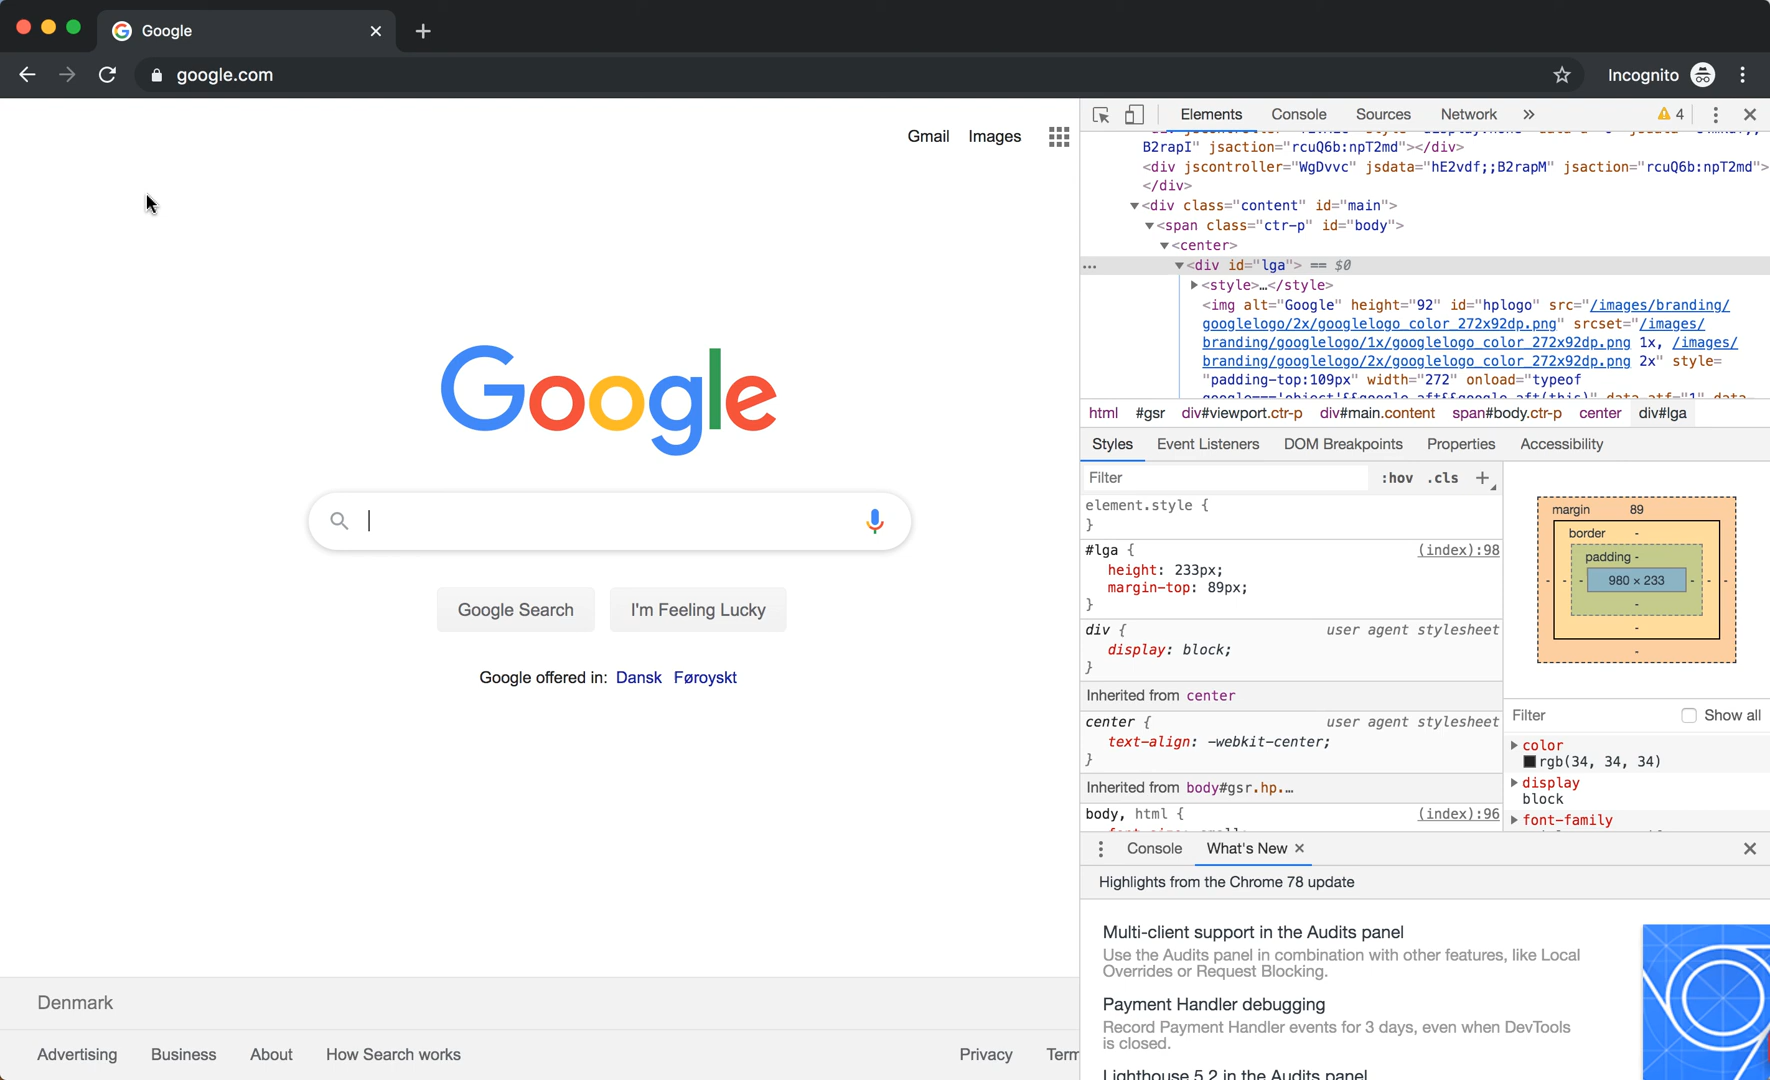 Google
google.com
Incognito
Gmail Images
Google
Google Search I'm Feeling Lucky
Google offered in: Dansk Føroyskt
Denmark
Advertising Business About How Search works Privacy
Elements Console Sources Network » 4
B2rapI" jsaction="rcuQ6b:npT2md"></div>
<div jscontroller="WgDvvc" jsdata="hE2vdf;;B2rapM" jsaction="rcuQ6b:npT2md">
</div>
▼<div class="content" id="main">
▼<span class="ctr-p" id="body">
▼<center>
… ▼<div id="lga"> == $0
▶<style>…</style>
<img alt="Google" height="92" id="hplogo" src="/images/branding/
googlelogo/2x/googlelogo_color_272x92dp.png" srcset="/images/
branding/googlelogo/1x/googlelogo_color_272x92dp.png 1x, /images/
branding/googlelogo/2x/googlelogo_color_272x92dp.png 2x" style=
"padding-top:109px" width="272" onload="typeof
google==='object'&&google.aft&&google.aft(this)" data-atf="1" data-
html #gsr div#viewport.ctr-p div#main.content span#body.ctr-p center div#lga
Styles Event Listeners DOM Breakpoints Properties Accessibility
Filter :hov .cls +
element.style {
}
#lga { (index):98
height: 233px;
margin-top: 89px;
}
div { user agent stylesheet
display: block;
}
Inherited from center
center { user agent stylesheet
text-align: -webkit-center;
}
Inherited from body#gsr.hp.…
body, html { (index):96
margin 89
border -
padding -
- - - 980 × 233 - - -
-
-
-
Filter Show all
color
rgb(34, 34, 34)
display
block
font-family
Console What's New
Highlights from the Chrome 78 update
Multi-client support in the Audits panel
Use the Audits panel in combination with other features, like Local
Overrides or Request Blocking.
Payment Handler debugging
Record Payment Handler events for 3 days, even when DevTools
is closed.
Lighthouse 5.2 in the Audits panel